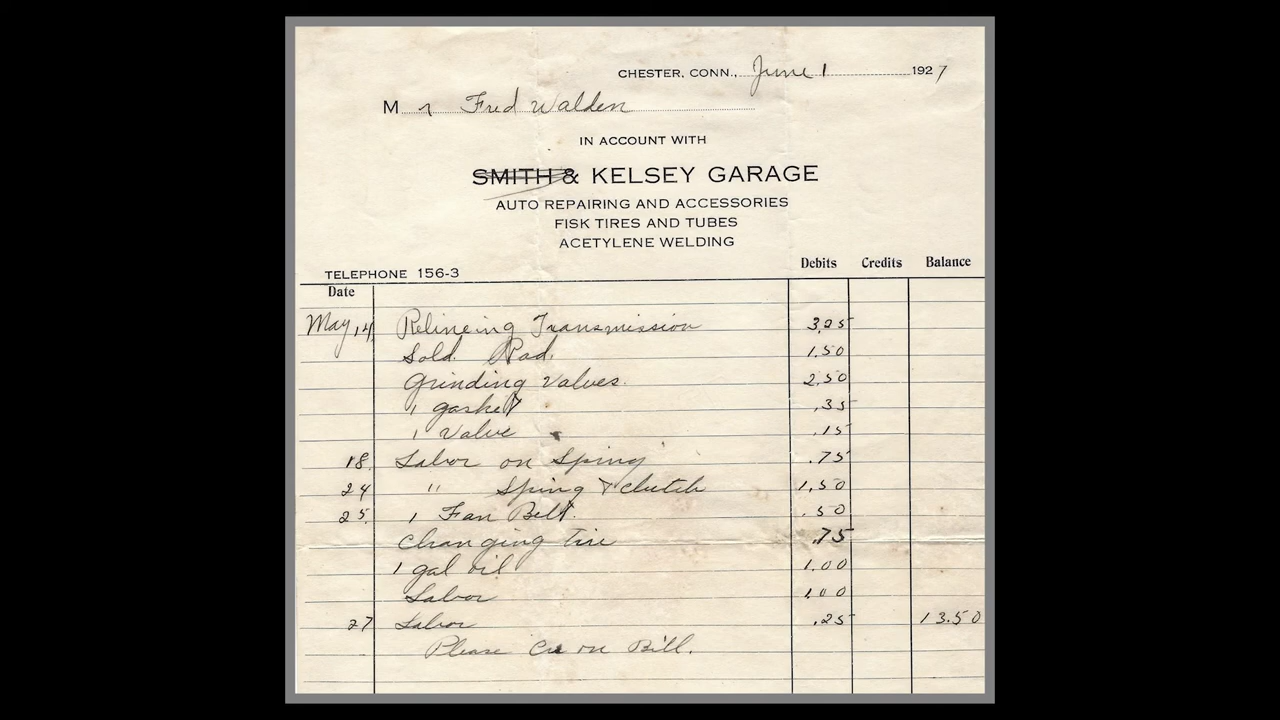 CHESTER, CONN., June 1 1927
Mr Fred Walden
IN ACCOUNT WITH
SMITH & KELSEY GARAGE
AUTO REPAIRING AND ACCESSORIES
FISK TIRES AND TUBES
ACETYLENE WELDING
TELEPHONE 156-3
Date Debits Credits Balance
May 14, Relineing Transmission 3.25
Sold. Rad. 1.50
Grinding Valves. 2.50
1 gasket .35
1 Valve .15
18. Labor on Sping .75
24 " Sping & Clutch 1.50
25. 1 Fan Belt. .50
Changing Tire .75
1 gal oil 1.00
Labor 1.00
27 Labor .25 13.50
Please on Bill.